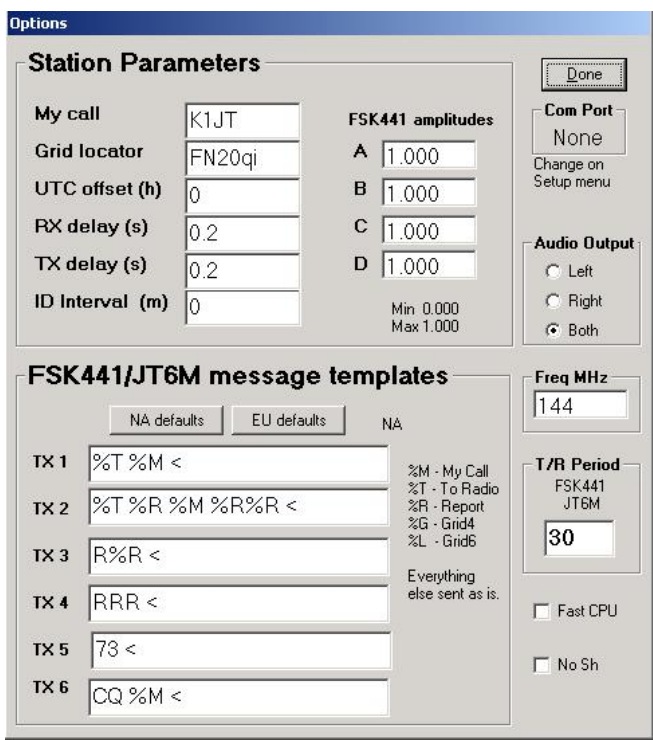 Options
Station Parameters
My call K1JT
Grid locator FN20qi
UTC offset (h) 0
RX delay (s) 0.2
TX delay (s) 0.2
ID Interval (m) 0
FSK441 amplitudes
A 1.000
B 1.000
C 1.000
D 1.000
Min 0.000
Max 1.000
Done
Com Port
None
Change on
Setup menu
Audio Output
Left
Right
Both
FSK441/JT6M message templates
NA defaults EU defaults NA
TX 1 %T %M <
TX 2 %T %R %M %R%R <
TX 3 R%R <
TX 4 RRR <
TX 5 73 <
TX 6 CQ %M <
%M - My Call
%T - To Radio
%R - Report
%G - Grid4
%L - Grid6
Everything
else sent as is.
Freq MHz
144
T/R Period
FSK441
JT6M
30
Fast CPU
No Sh